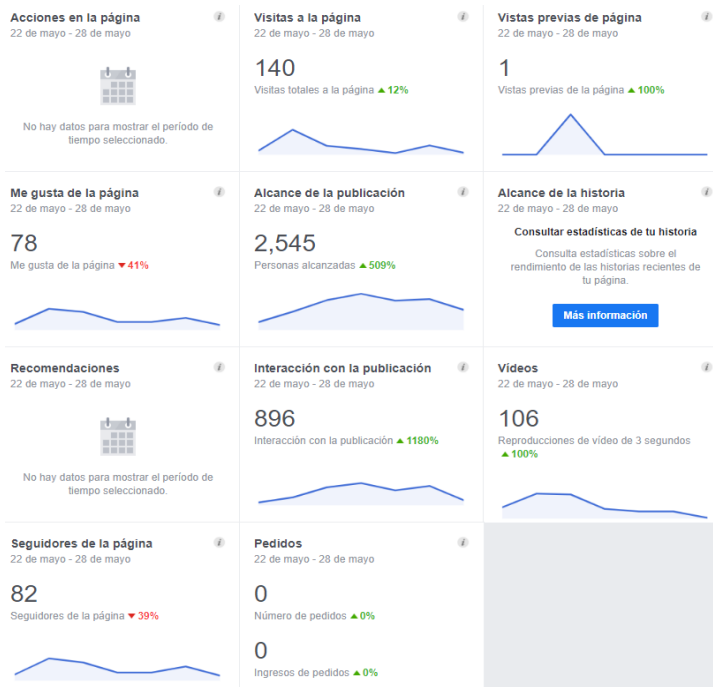 Acciones en la página
22 de mayo - 28 de mayo
No hay datos para mostrar el período de
tiempo seleccionado.
Visitas a la página
22 de mayo - 28 de mayo
140
Visitas totales a la página ▲ 12%
Vistas previas de página
22 de mayo - 28 de mayo
1
Vistas previas de la página ▲ 100%
Me gusta de la página
22 de mayo - 28 de mayo
78
Me gusta de la página ▼ 41%
Alcance de la publicación
22 de mayo - 28 de mayo
2,545
Personas alcanzadas ▲ 509%
Alcance de la historia
22 de mayo - 28 de mayo
Consultar estadísticas de tu historia
Consulta estadísticas sobre el
rendimiento de las historias recientes de
tu página.
Más información
Recomendaciones
22 de mayo - 28 de mayo
No hay datos para mostrar el período de
tiempo seleccionado.
Interacción con la publicación
22 de mayo - 28 de mayo
896
Interacción con la publicación ▲ 1180%
Vídeos
22 de mayo - 28 de mayo
106
Reproducciones de vídeo de 3 segundos
▲ 100%
Seguidores de la página
22 de mayo - 28 de mayo
82
Seguidores de la página ▼ 39%
Pedidos
22 de mayo - 28 de mayo
0
Número de pedidos ▲ 0%
0
Ingresos de pedidos ▲ 0%